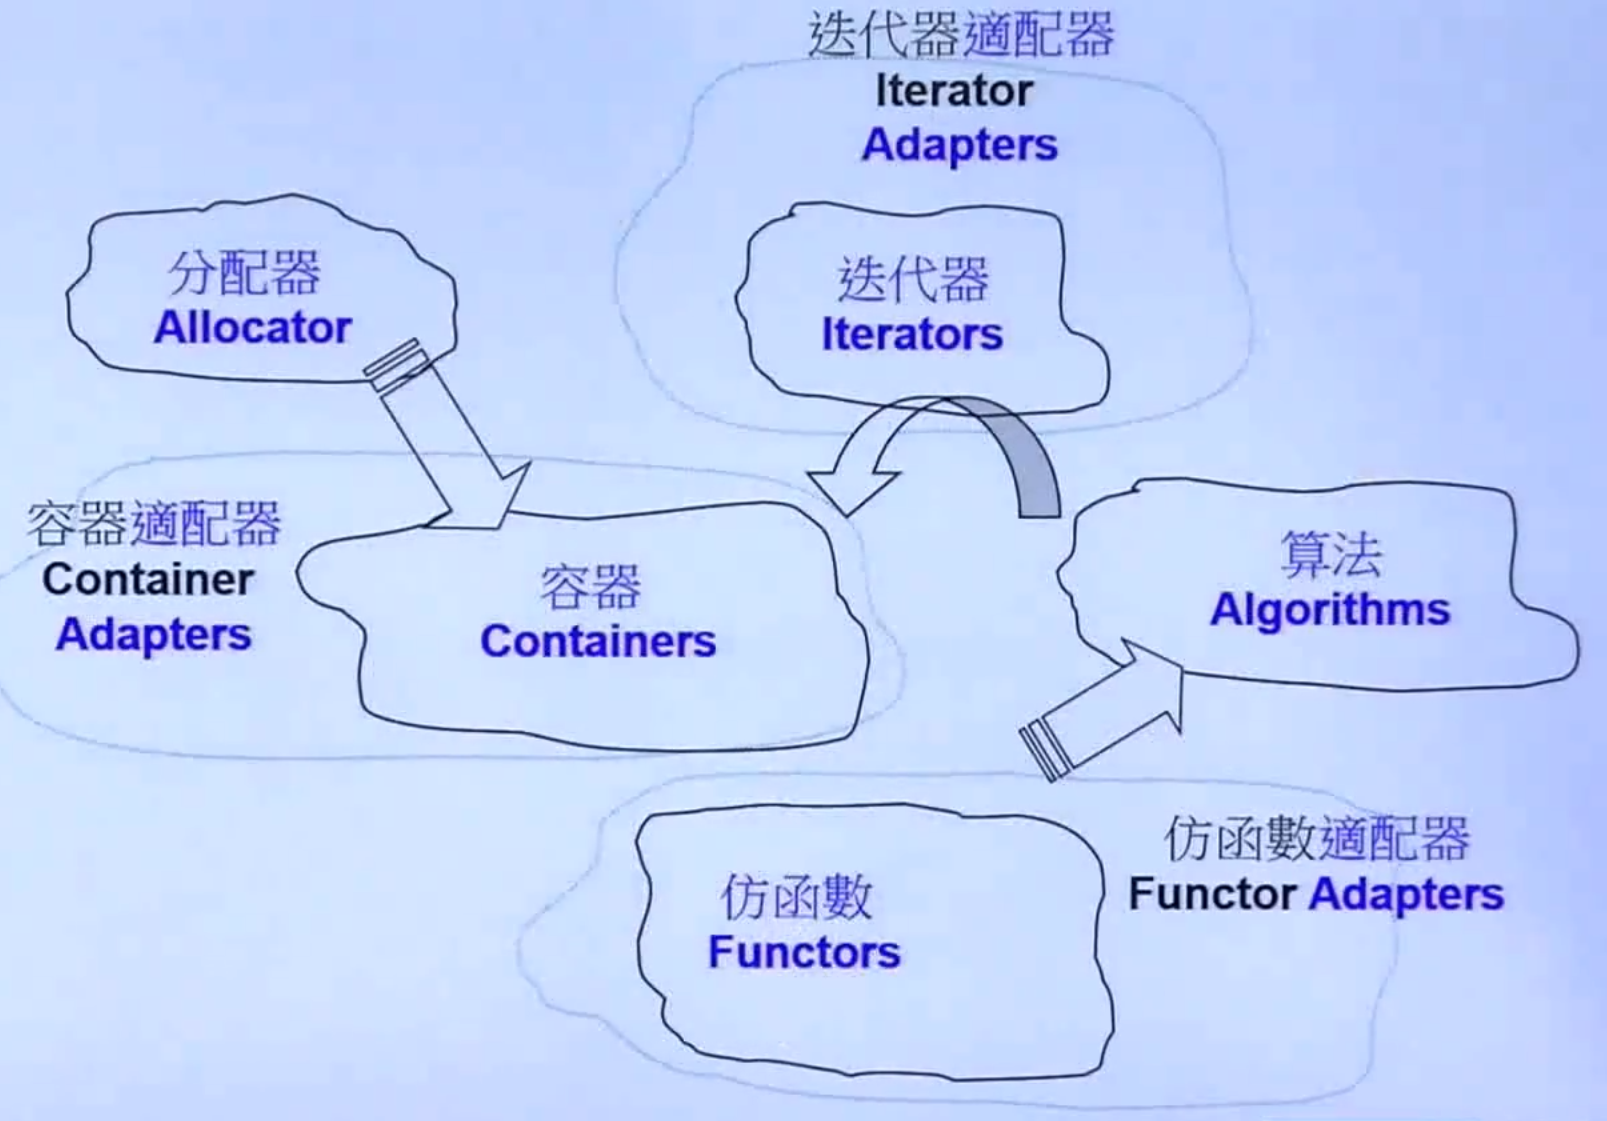 迭代器適配器
Iterator
Adapters
分配器
Allocator
迭代器
Iterators
容器適配器
Container
Adapters
容器
Containers
算法
Algorithms
仿函數
Functors
仿函數適配器
Functor Adapters